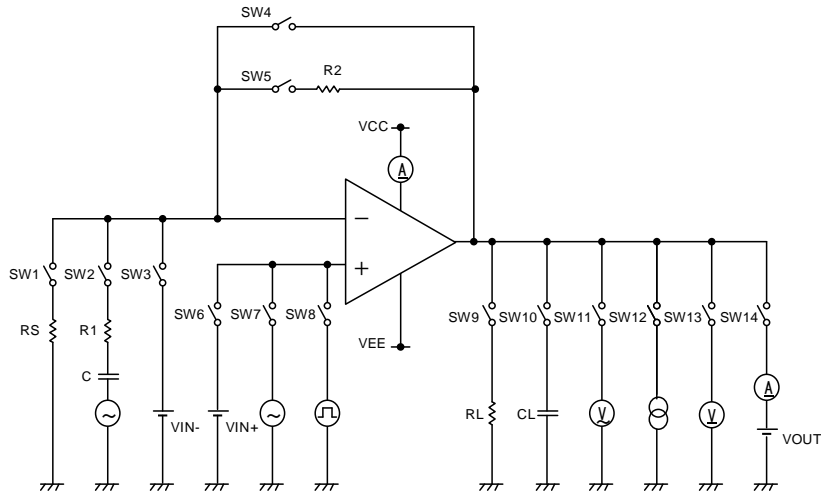 SW4
SW5 R2
VCC
A
−
+
SW1 SW2 SW3
SW6 SW7 SW8
VEE
SW9 SW10 SW11 SW12 SW13 SW14
RS R1
C
VIN- VIN+
RL CL V V A
VOUT